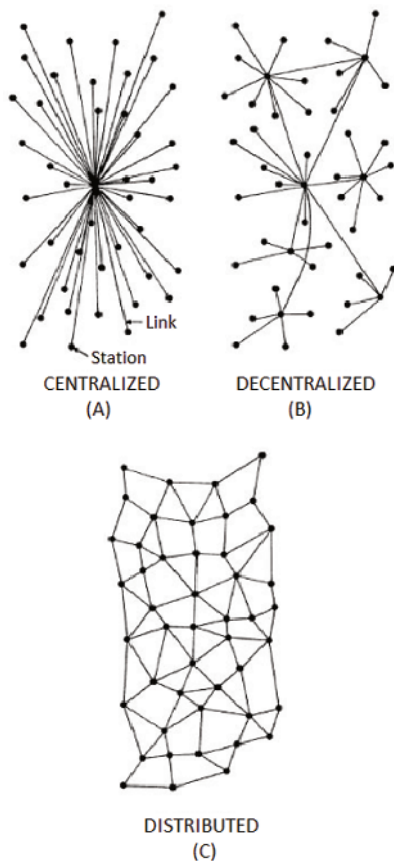 Link
Station
CENTRALIZED
(A)
DECENTRALIZED
(B)
DISTRIBUTED
(C)